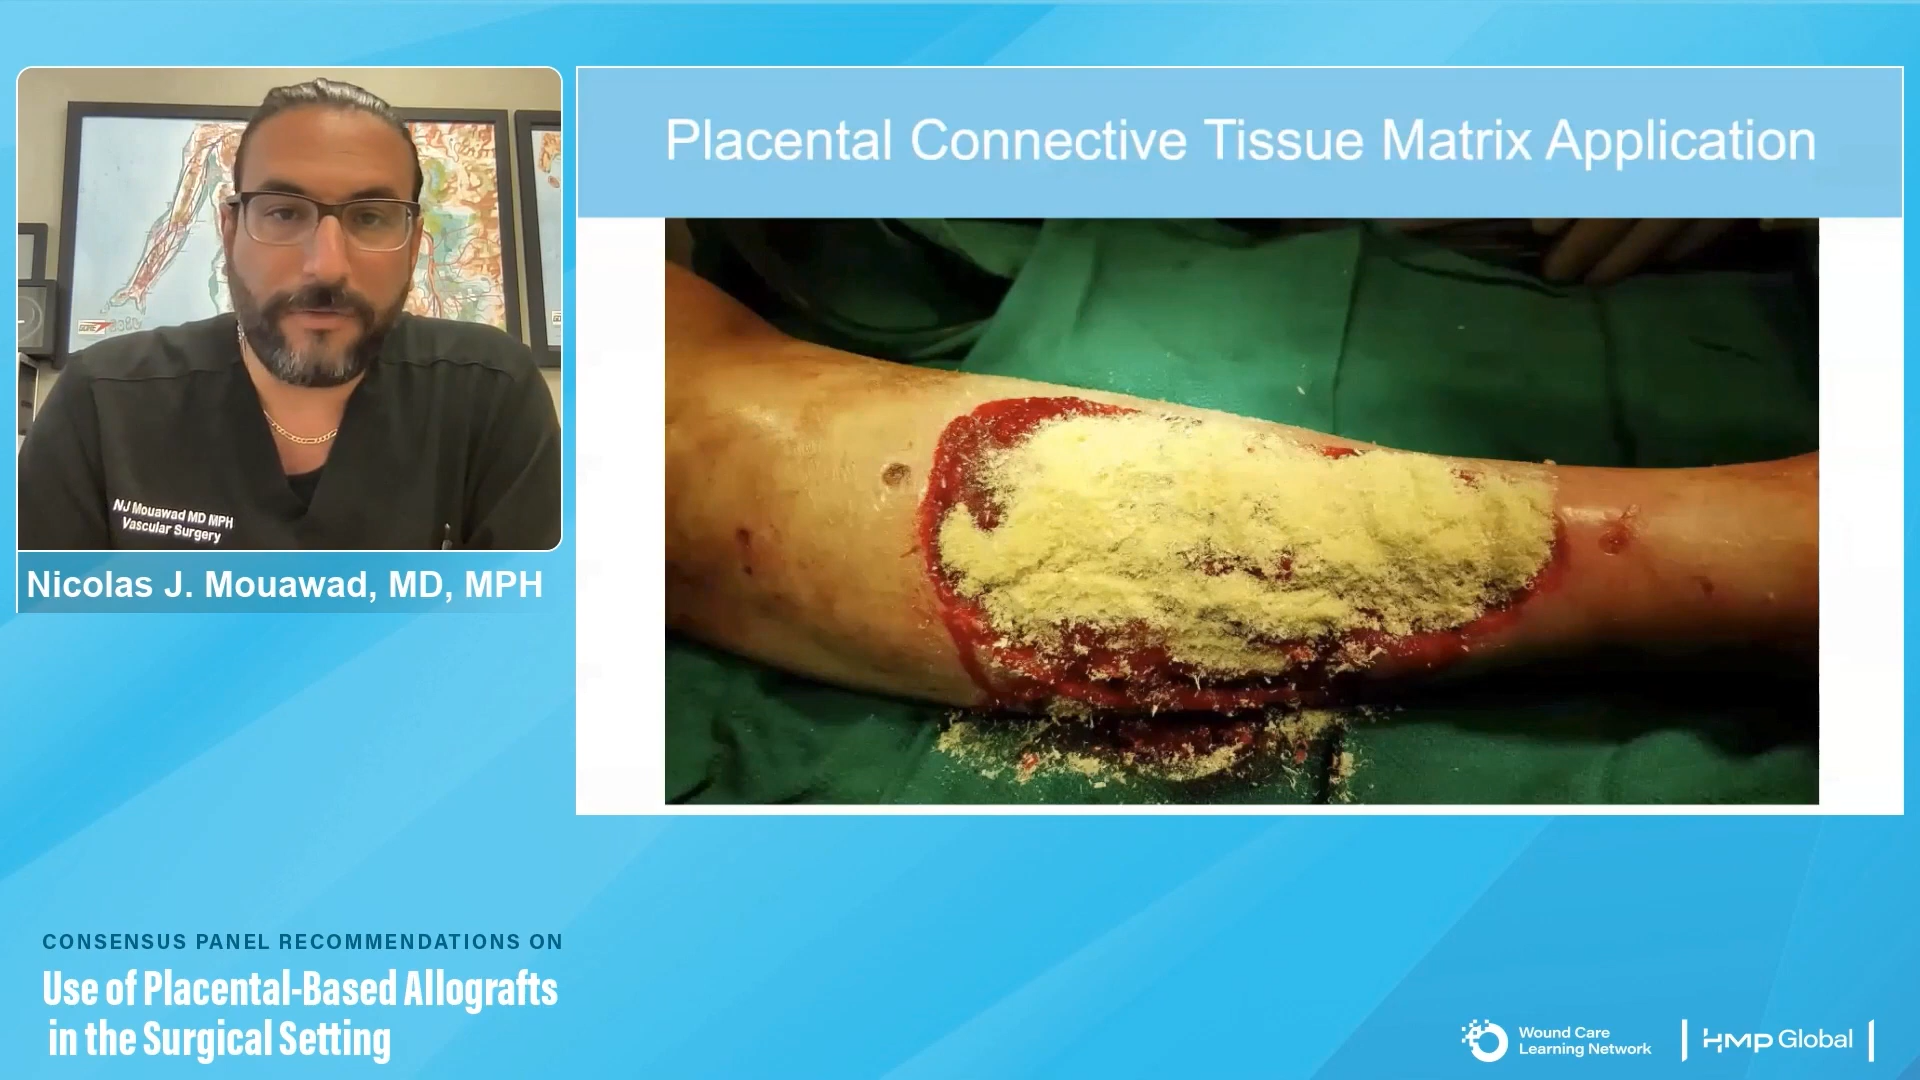 Placental Connective Tissue Matrix Application
GORE
NJ Mouawad MD MPH
Vascular Surgery
Nicolas J. Mouawad, MD, MPH
CONSENSUS PANEL RECOMMENDATIONS ON
Use of Placental-Based Allografts
in the Surgical Setting
Wound Care
Learning Network
HMP Global